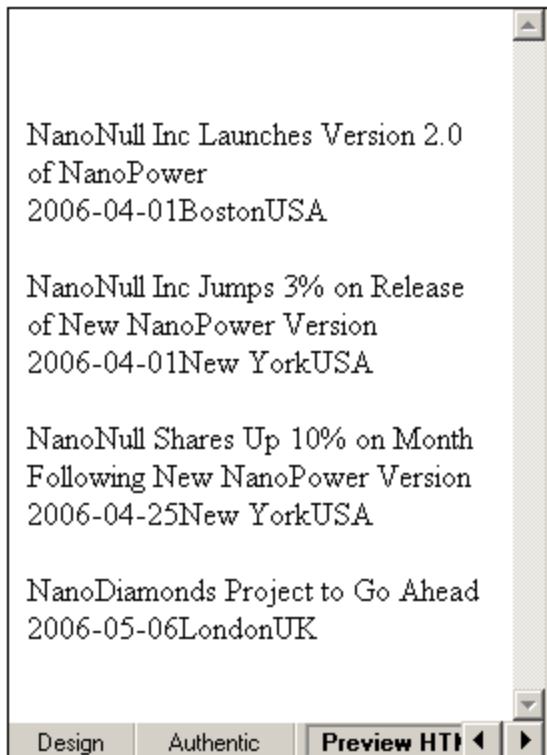 NanoNull Inc Launches Version 2.0
of NanoPower
2006-04-01BostonUSA
NanoNull Inc Jumps 3% on Release
of New NanoPower Version
2006-04-01New YorkUSA
NanoNull Shares Up 10% on Month
Following New NanoPower Version
2006-04-25New YorkUSA
NanoDiamonds Project to Go Ahead
2006-05-06LondonUK
Design Authentic Preview